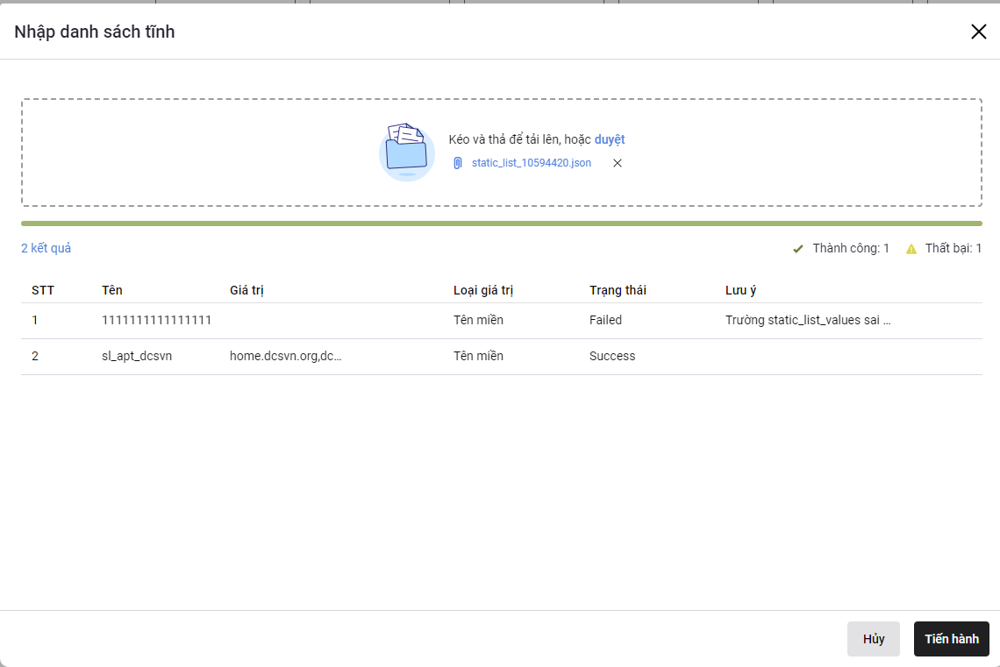 Nhập danh sách tĩnh
Kéo và thả để tải lên, hoặc duyệt
static_list_10594420.json
2 kết quả
Thành công: 1 Thất bại: 1
STT Tên Giá trị Loại giá trị Trạng thái Lưu ý
1 1111111111111111 Tên miền Failed Trường static_list_values sai ...
2 sl_apt_dcsvn home.dcsvn.org,dc... Tên miền Success
Hủy Tiến hành